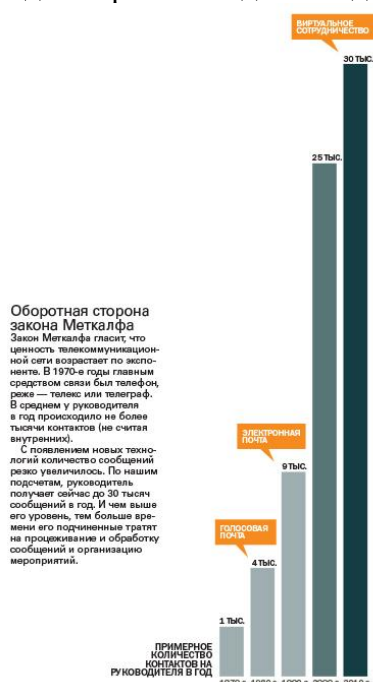 ВИРТУАЛЬНОЕ
СОТРУДНИЧЕСТВО
30 ТЫС.
25 ТЫС.
Оборотная сторона
закона Меткалфа
Закон Меткалфа гласит, что
ценность телекоммуникацион-
ной сети возрастает по экспо-
ненте. В 1970-е годы главным
средством связи был телефон,
реже — телекс или телеграф.
В среднем у руководителя
в год происходило не более
тысячи контактов (не считая
внутренних).
С появлением новых техно-
логий количество сообщений
резко увеличилось. По нашим
подсчетам, руководитель
получает сейчас до 30 тысяч
сообщений в год. И чем выше
его уровень, тем больше вре-
мени его подчиненные тратят
на процеживание и обработку
сообщений и организацию
мероприятий.
ЭЛЕКТРОННАЯ
ПОЧТА
9 ТЫС.
ГОЛОСОВАЯ
ПОЧТА
4 ТЫС.
1 ТЫС.
ПРИМЕРНОЕ
КОЛИЧЕСТВО
КОНТАКТОВ НА
РУКОВОДИТЕЛЯ В ГОД